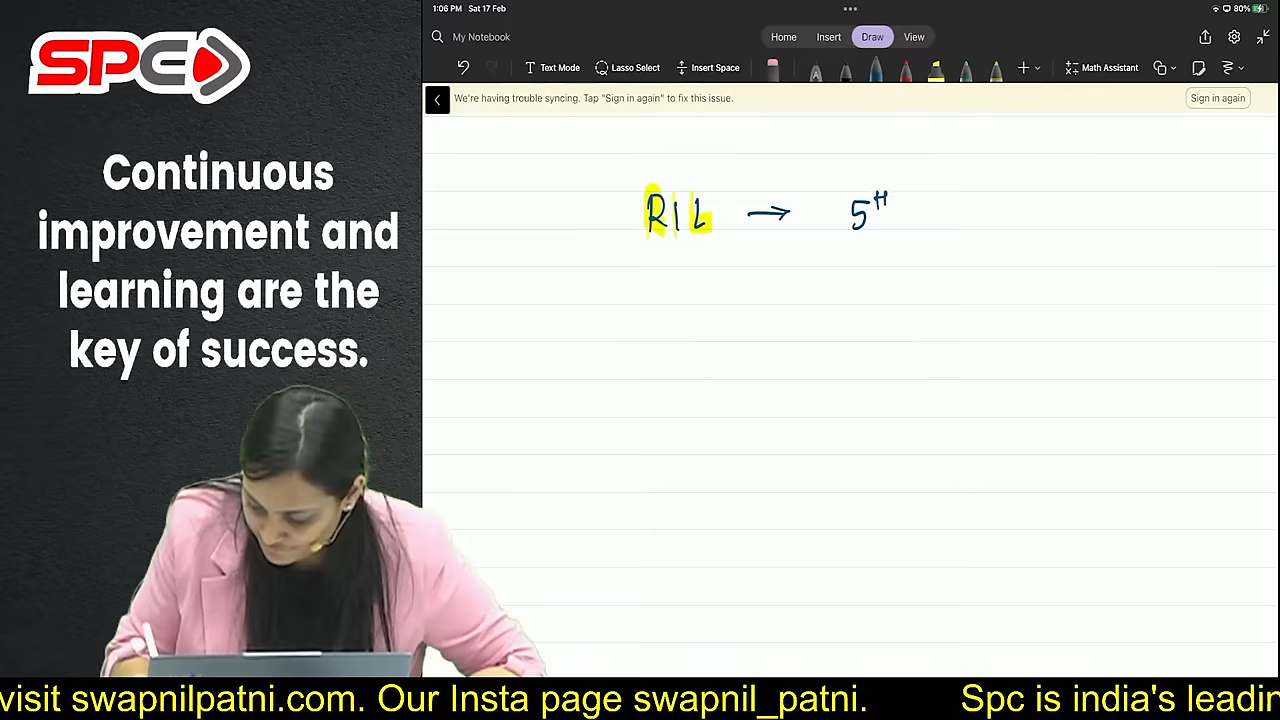 1:06 PM Sat 17 Feb
80%
SPC
My Notebook
Home Insert Draw View
Text Mode Lasso Select Insert Space Math Assistant
We're having trouble syncing. Tap "Sign in again" to fix this issue.
Sign in again
Continuous
improvement and
learning are the
key of success.
RIL → 5
visit swapnilpatni.com. Our Insta page swapnil_patni. Spc is india's leadin